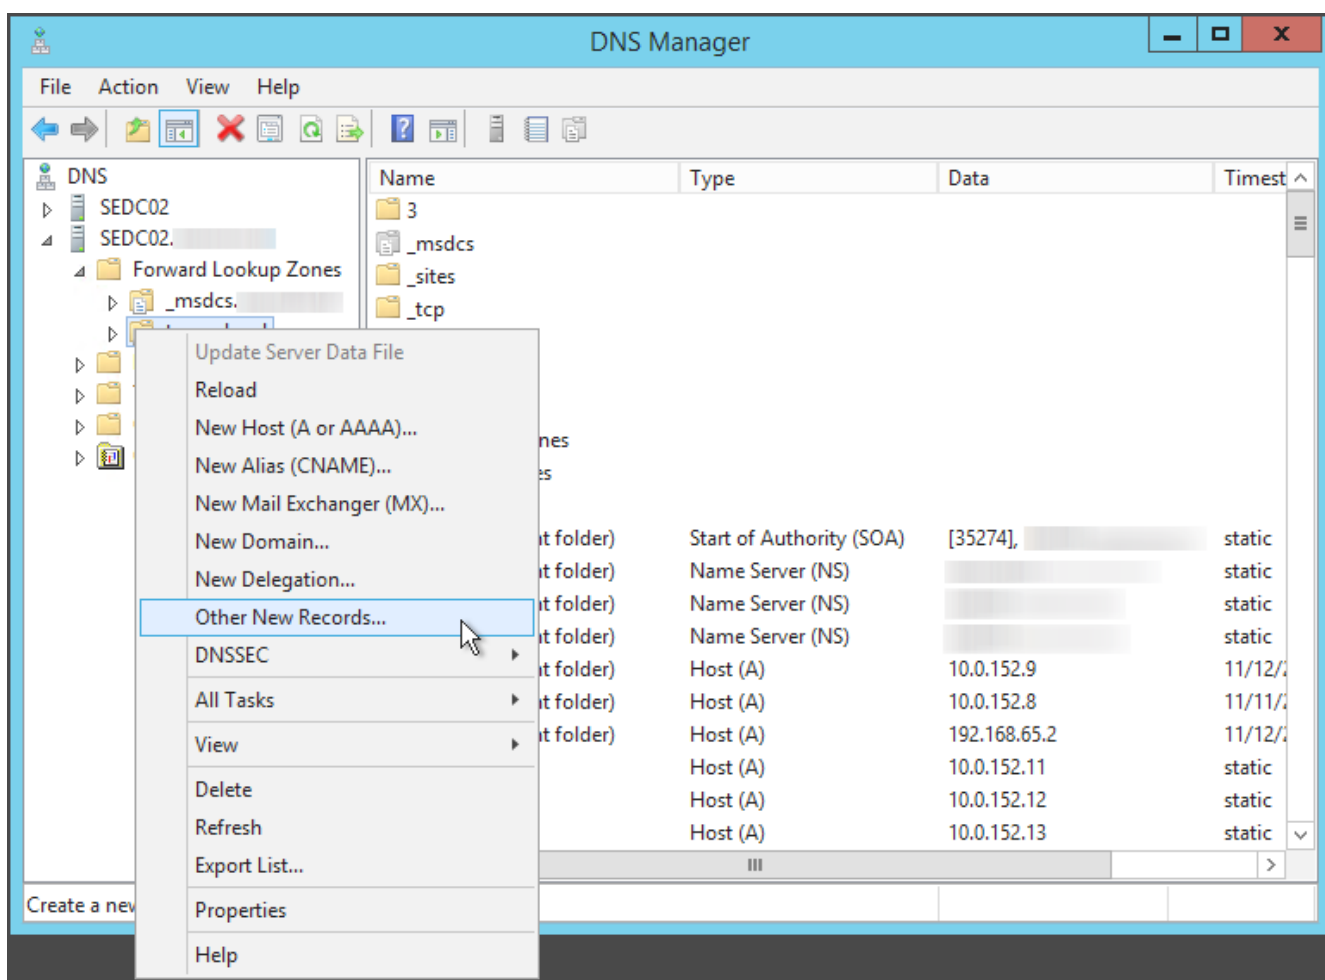 DNS Manager
File Action View Help
DNS
SEDC02
SEDC02.
Forward Lookup Zones
_msdcs.
Name Type Data Timest
3
_msdcs
_sites
_tcp
nes
es
t folder) Start of Authority (SOA) [35274], static
t folder) Name Server (NS) static
t folder) Name Server (NS) static
t folder) Name Server (NS) static
t folder) Host (A) 10.0.152.9 11/12/
t folder) Host (A) 10.0.152.8 11/11/
t folder) Host (A) 192.168.65.2 11/12/
Host (A) 10.0.152.11 static
Host (A) 10.0.152.12 static
Host (A) 10.0.152.13 static
Update Server Data File
Reload
New Host (A or AAAA)...
New Alias (CNAME)...
New Mail Exchanger (MX)...
New Domain...
New Delegation...
Other New Records...
DNSSEC
All Tasks
View
Delete
Refresh
Export List...
Properties
Help
Create a new